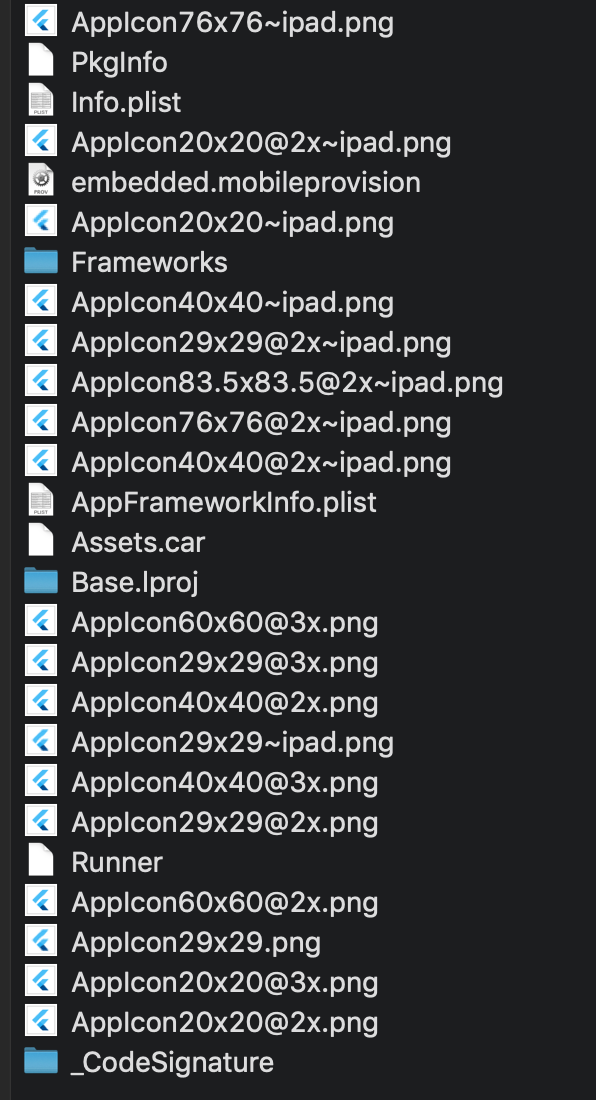 AppIcon76x76~ipad.png
PkgInfo
Info.plist
AppIcon20x20@2x~ipad.png
embedded.mobileprovision
AppIcon20x20~ipad.png
Frameworks
AppIcon40x40~ipad.png
AppIcon29x29@2x~ipad.png
AppIcon83.5x83.5@2x~ipad.png
AppIcon76x76@2x~ipad.png
AppIcon40x40@2x~ipad.png
AppFrameworkInfo.plist
Assets.car
Base.lproj
AppIcon60x60@3x.png
AppIcon29x29@3x.png
AppIcon40x40@2x.png
AppIcon29x29~ipad.png
AppIcon40x40@3x.png
AppIcon29x29@2x.png
Runner
AppIcon60x60@2x.png
AppIcon29x29.png
AppIcon20x20@3x.png
AppIcon20x20@2x.png
_CodeSignature